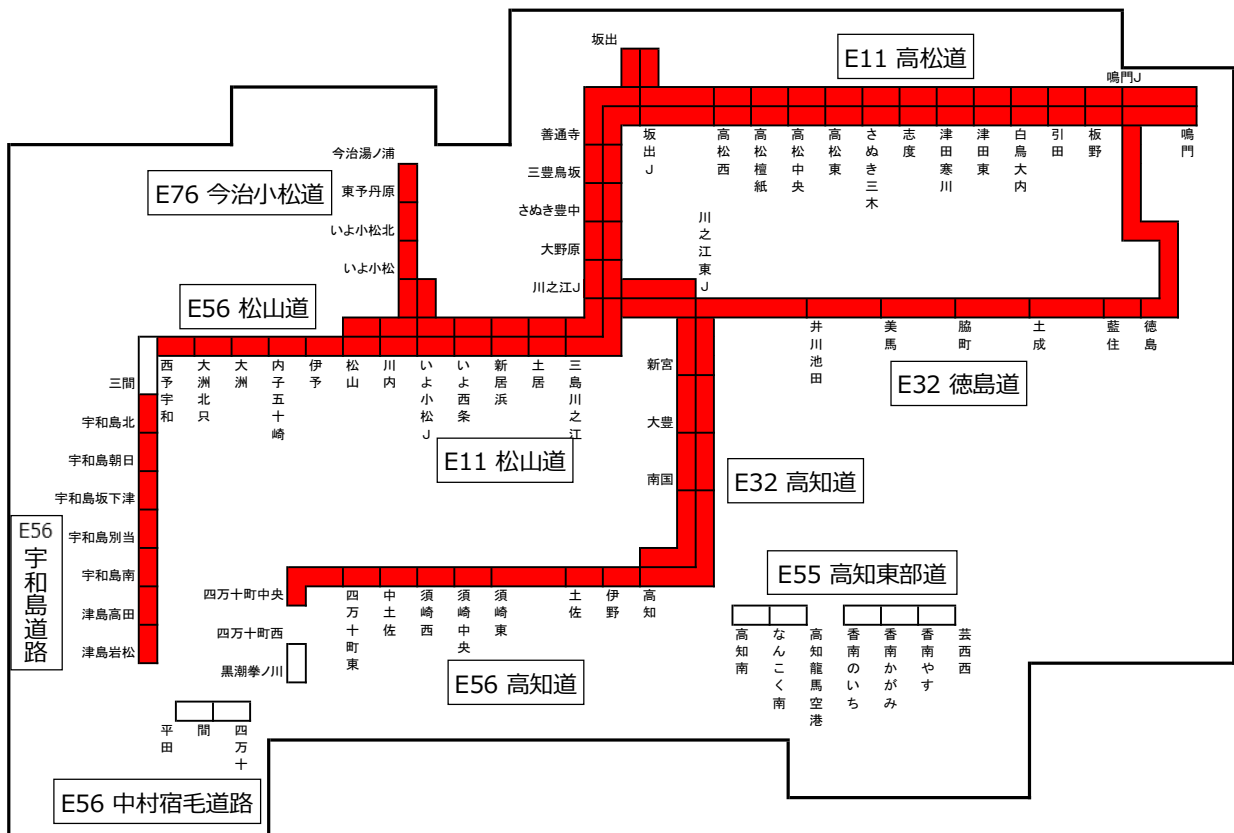 坂出
E11 高松道
鳴門J
善通寺
坂出J
高松西
高松檀紙
高松中央
高松東
さぬき三木
志度
津田寒川
津田東
白鳥大内
引田
板野
鳴門
今治湯ノ浦
三豊鳥坂
E76 今治小松道
東予丹原
さぬき豊中
川之江東J
いよ小松北
大野原
いよ小松
川之江J
E56 松山道
井川池田
美馬
脇町
土成
藍住
徳島
三間
西予宇和
大洲北只
大洲
内子五十崎
伊予
松山
川内
いよ小松J
いよ西条
新居浜
土居
三島川之江
新宮
E32 徳島道
宇和島北
大豊
E11 松山道
宇和島朝日
南国
E32 高知道
宇和島坂下津
E56
宇和島道路
宇和島別当
宇和島南
E55 高知東部道
四万十町中央
四万十町東
中土佐
須崎西
須崎中央
須崎東
土佐
伊野
高知
津島高田
四万十町西
高知南
なんこく南
高知龍馬空港
香南のいち
香南かがみ
香南やす
芸西西
津島岩松
黒潮拳ノ川
E56 高知道
平田
間
四万十
E56 中村宿毛道路